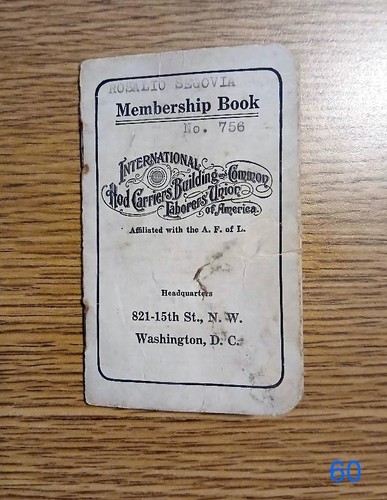 ROSALIO SEGOVIA
Membership Book
No. 756
INTERNATIONAL
Hod Carriers, Building and Common
Laborers' Union
of America.
Affiliated with the A. F. of L.
Headquarters
821-15th St., N. W.
Washington, D. C.
60